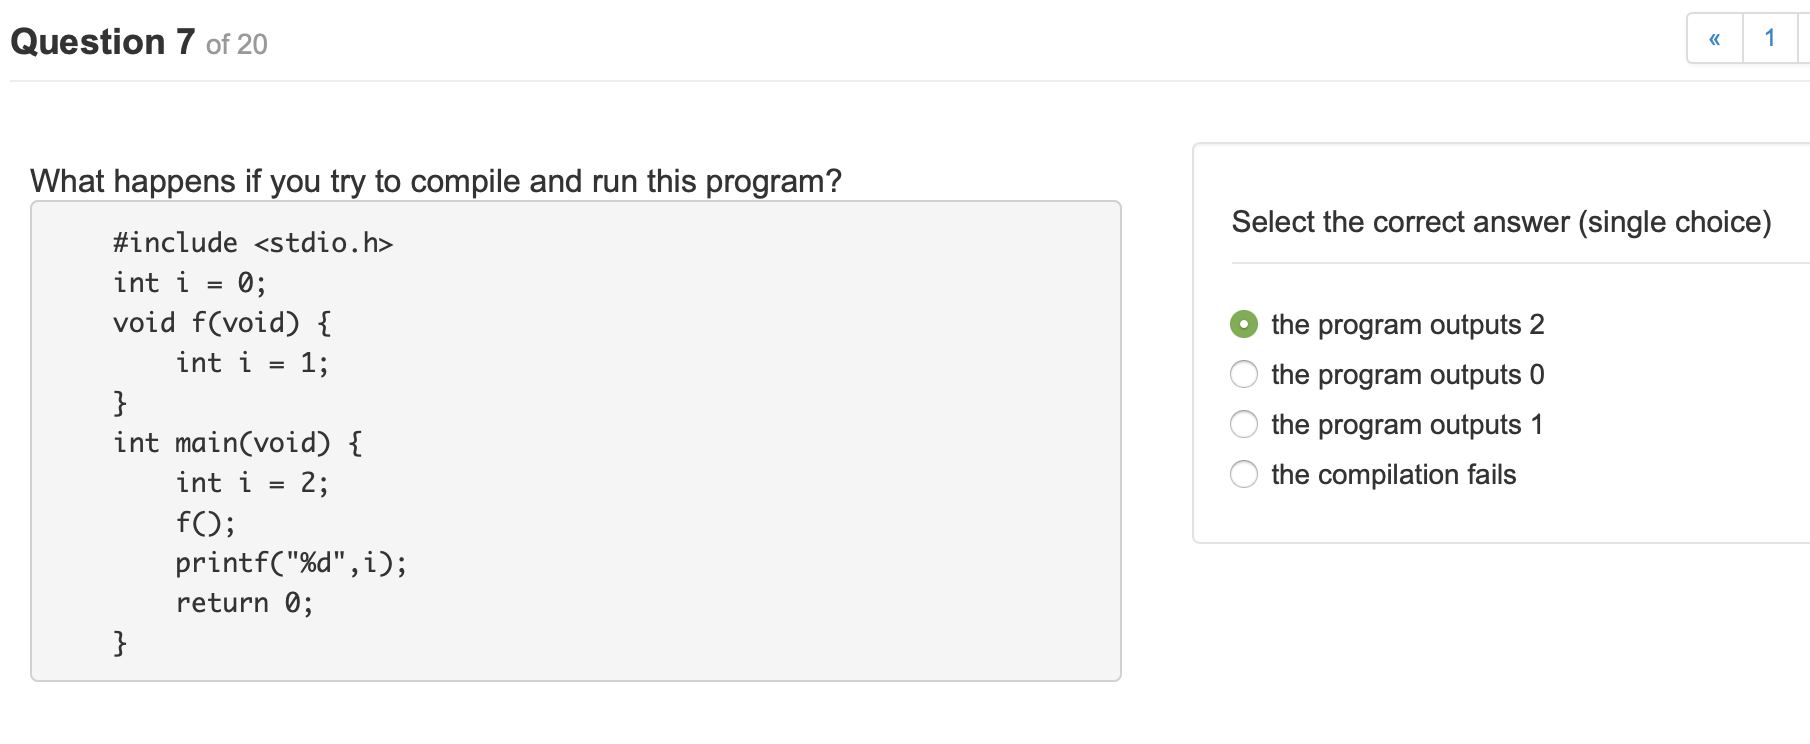 Question 7 of 20
« 1
What happens if you try to compile and run this program?
#include <stdio.h>
int i = 0;
void f(void) {
    int i = 1;
}
int main(void) {
    int i = 2;
    f();
    printf("%d",i);
    return 0;
}
Select the correct answer (single choice)
the program outputs 2
the program outputs 0
the program outputs 1
the compilation fails